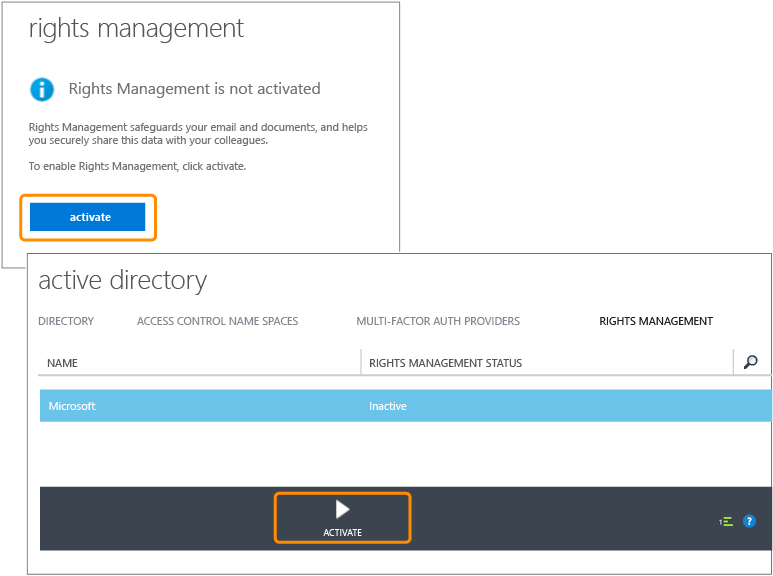 rights management
Rights Management is not activated
Rights Management safeguards your email and documents, and helps
you securely share this data with your colleagues.
To enable Rights Management, click activate.
activate
active directory
DIRECTORY ACCESS CONTROL NAME SPACES MULTI-FACTOR AUTH PROVIDERS RIGHTS MANAGEMENT
NAME RIGHTS MANAGEMENT STATUS
Microsoft Inactive
ACTIVATE
1 ?